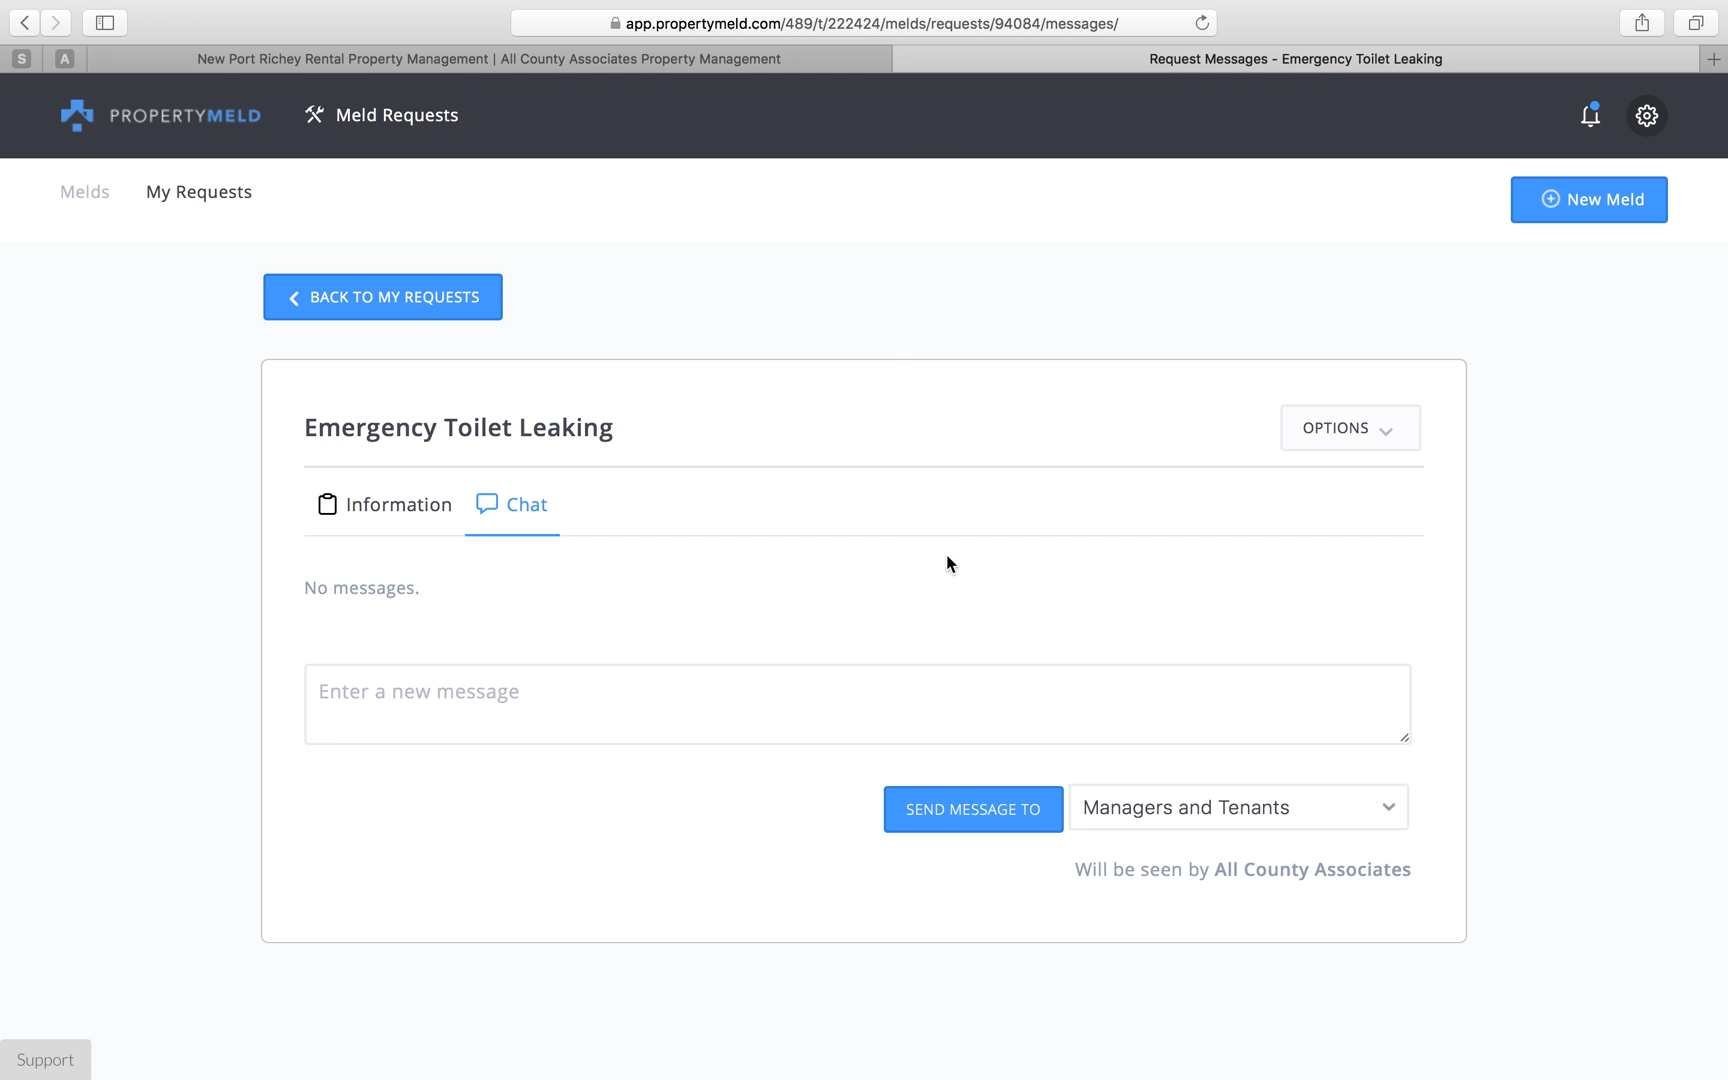 app.propertymeld.com/489/t/222424/melds/requests/94084/messages/
S
A
New Port Richey Rental Property Management | All County Associates Property Management
Request Messages - Emergency Toilet Leaking
PROPERTYMELD
Meld Requests
Melds
My Requests
New Meld
BACK TO MY REQUESTS
Emergency Toilet Leaking
OPTIONS
Information
Chat
No messages.
Enter a new message
SEND MESSAGE TO
Managers and Tenants
Will be seen by All County Associates
Support